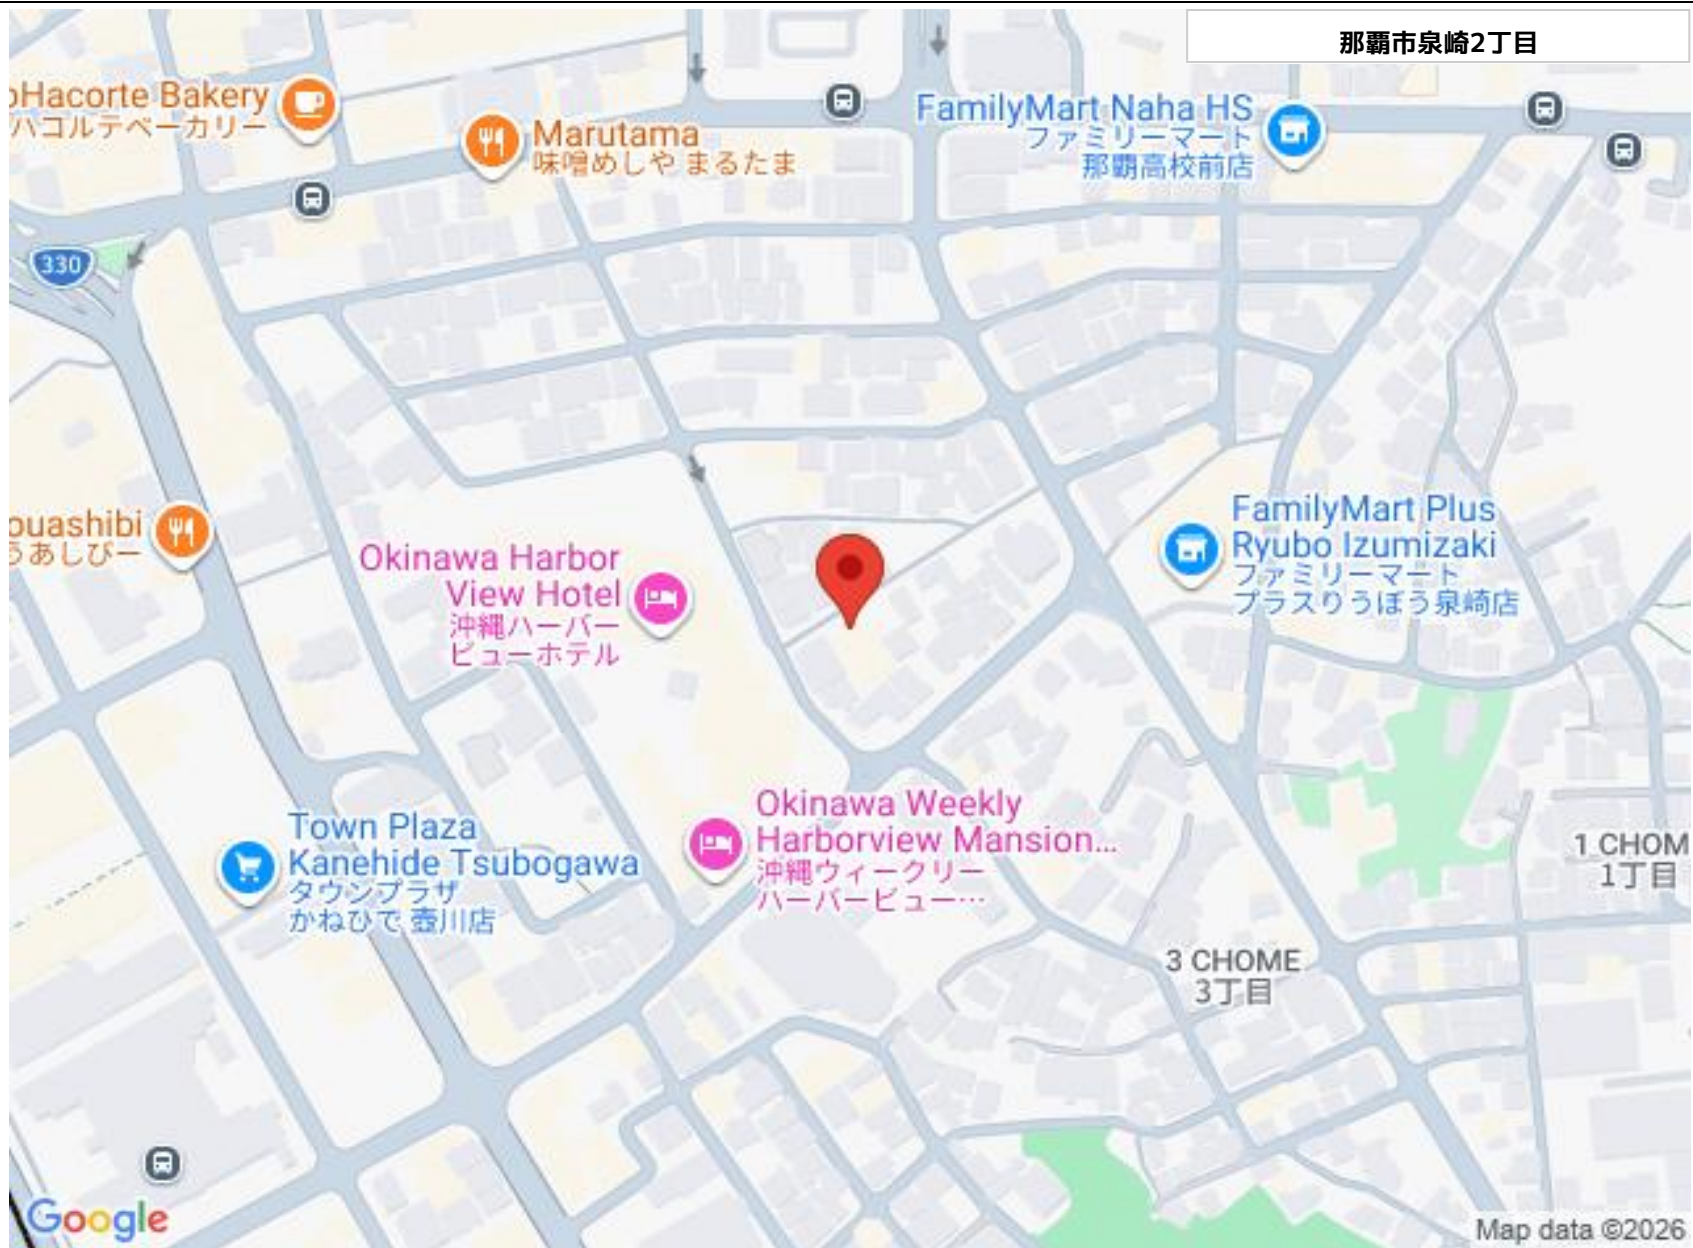 那覇市泉崎2丁目
oHacorte Bakery
ハコルテベーカリー
Marutama
味噌めしや まるたま
FamilyMart Naha HS
ファミリーマート
那覇高校前店
330
ouashibi
うあしびー
Okinawa Harbor
View Hotel
沖縄ハーバー
ビューホテル
FamilyMart Plus
Ryubo Izumizaki
ファミリーマート
プラスりうぼう泉崎店
Okinawa Weekly
Harborview Mansion...
沖縄ウィークリー
ハーバービュー…
Town Plaza
Kanehide Tsubogawa
タウンプラザ
かねひで 壺川店
1 CHOM
1丁目
3 CHOME
3丁目
Google
Map data ©2026